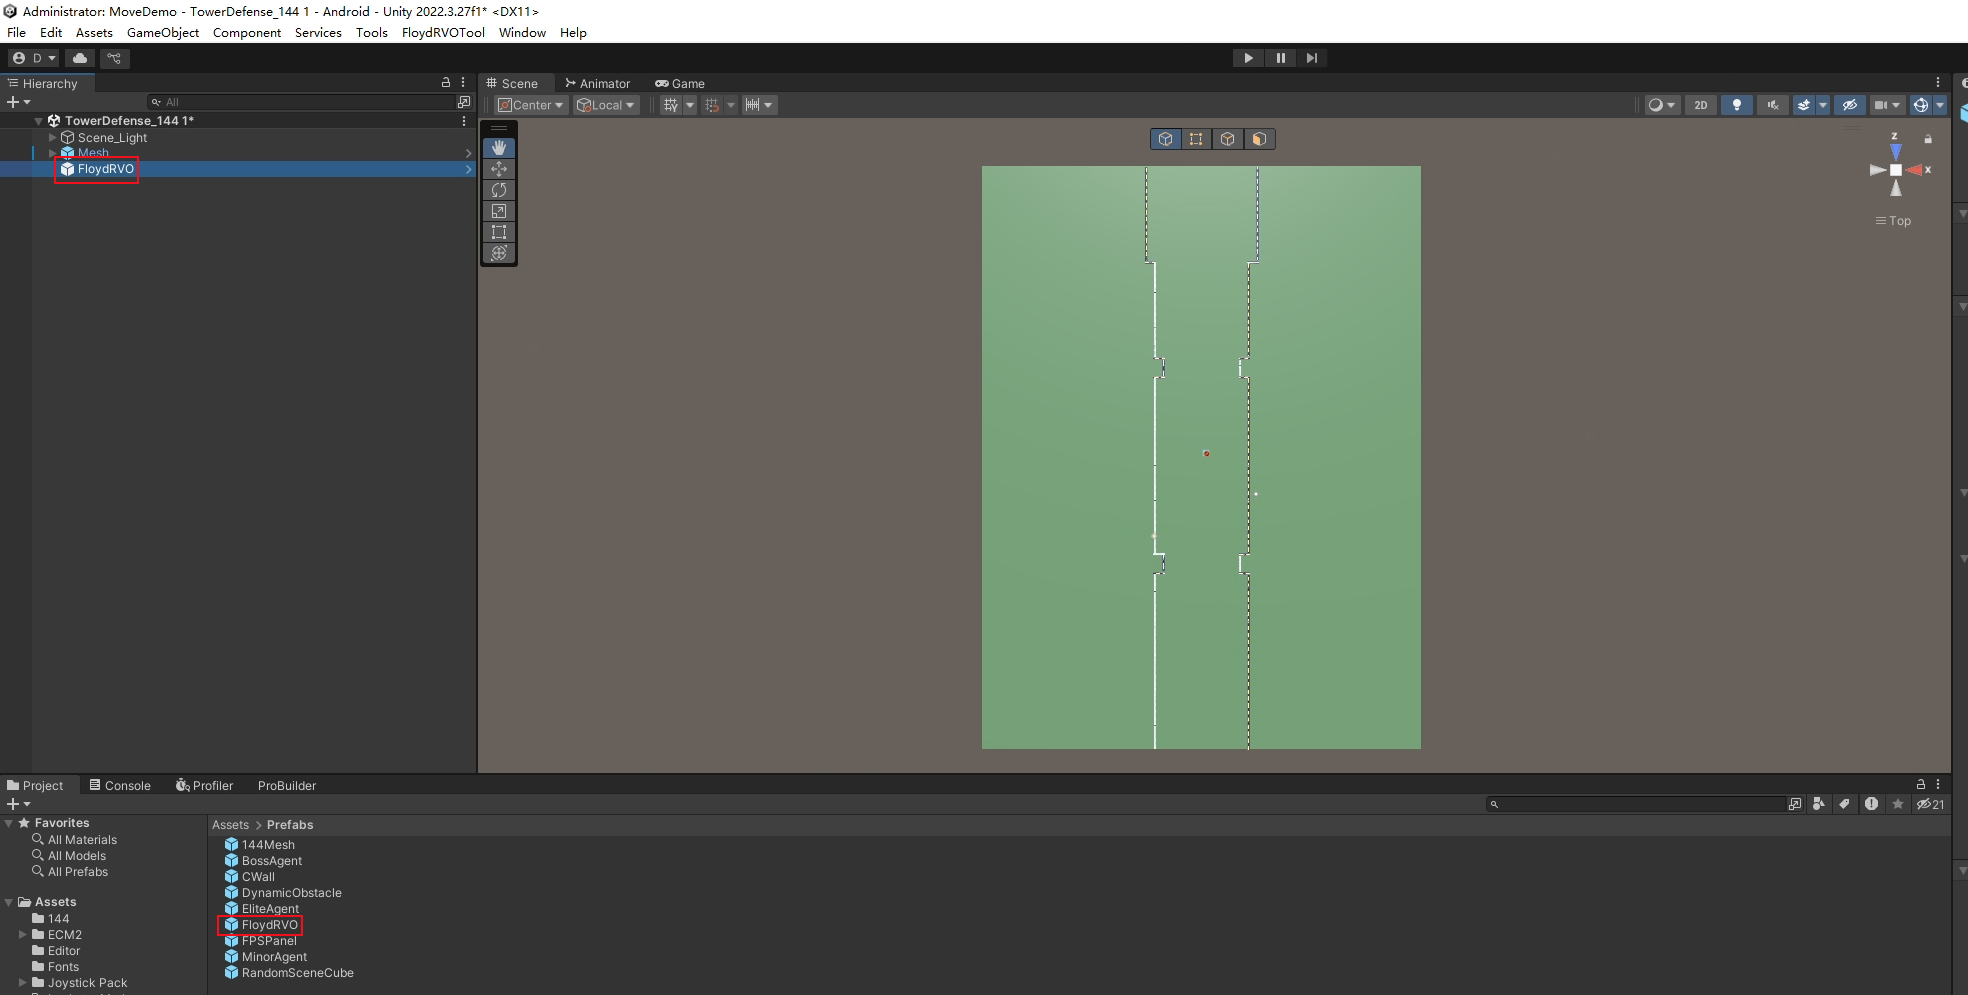 Administrator: MoveDemo - TowerDefense_144 1 - Android - Unity 2022.3.27f1* <DX11>
File Edit Assets GameObject Component Services Tools FloydRVOTool Window Help
D
Hierarchy
All
TowerDefense_144 1*
Scene_Light
Mesh
FloydRVO
Scene Animator Game
Center Local 2D
z
x
Top
Project Console Profiler ProBuilder
21
Favorites
All Materials
All Models
All Prefabs
Assets
144
ECM2
Editor
Fonts
Joystick Pack
Assets > Prefabs
144Mesh
BossAgent
CWall
DynamicObstacle
EliteAgent
FloydRVO
FPSPanel
MinorAgent
RandomSceneCube